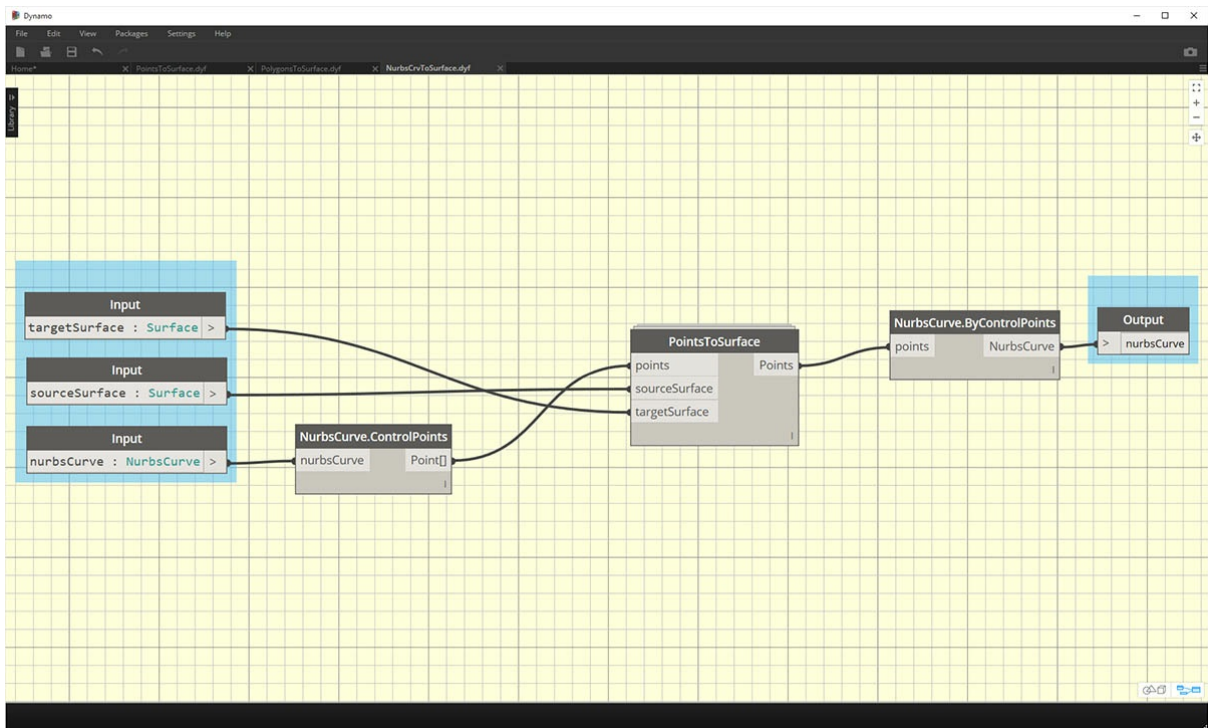 Dynamo
File Edit View Packages Settings Help
Home* PointsToSurface.dyf PolygonsToSurface.dyf NurbsCrvToSurface.dyf
Library
Input
targetSurface : Surface >
Input
sourceSurface : Surface >
Input
nurbsCurve : NurbsCurve >
NurbsCurve.ControlPoints
nurbsCurve Point[]
PointsToSurface
points Points
sourceSurface
targetSurface
NurbsCurve.ByControlPoints
points NurbsCurve
Output
> nurbsCurve